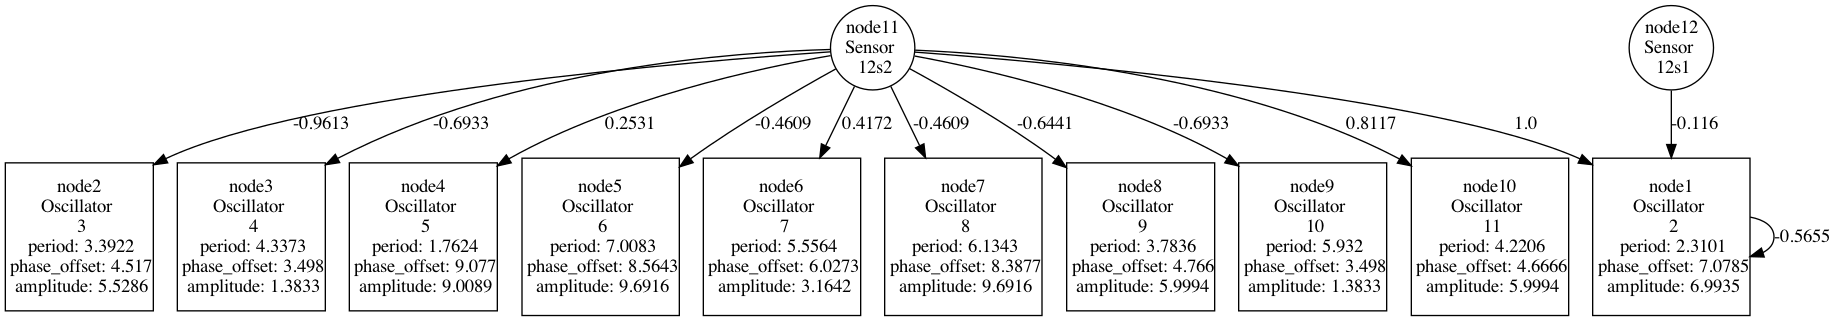 node11
Sensor
12s2
node12
Sensor
12s1
-0.9613
-0.6933
0.2531
-0.4609
0.4172
-0.4609
-0.6441
-0.6933
0.8117
1.0
-0.116
node2
Oscillator
3
period: 3.3922
phase_offset: 4.517
amplitude: 5.5286
node3
Oscillator
4
period: 4.3373
phase_offset: 3.498
amplitude: 1.3833
node4
Oscillator
5
period: 1.7624
phase_offset: 9.077
amplitude: 9.0089
node5
Oscillator
6
period: 7.0083
phase_offset: 8.5643
amplitude: 9.6916
node6
Oscillator
7
period: 5.5564
phase_offset: 6.0273
amplitude: 3.1642
node7
Oscillator
8
period: 6.1343
phase_offset: 8.3877
amplitude: 9.6916
node8
Oscillator
9
period: 3.7836
phase_offset: 4.766
amplitude: 5.9994
node9
Oscillator
10
period: 5.932
phase_offset: 3.498
amplitude: 1.3833
node10
Oscillator
11
period: 4.2206
phase_offset: 4.6666
amplitude: 5.9994
node1
Oscillator
2
period: 2.3101
phase_offset: 7.0785
amplitude: 6.9935
-0.5655